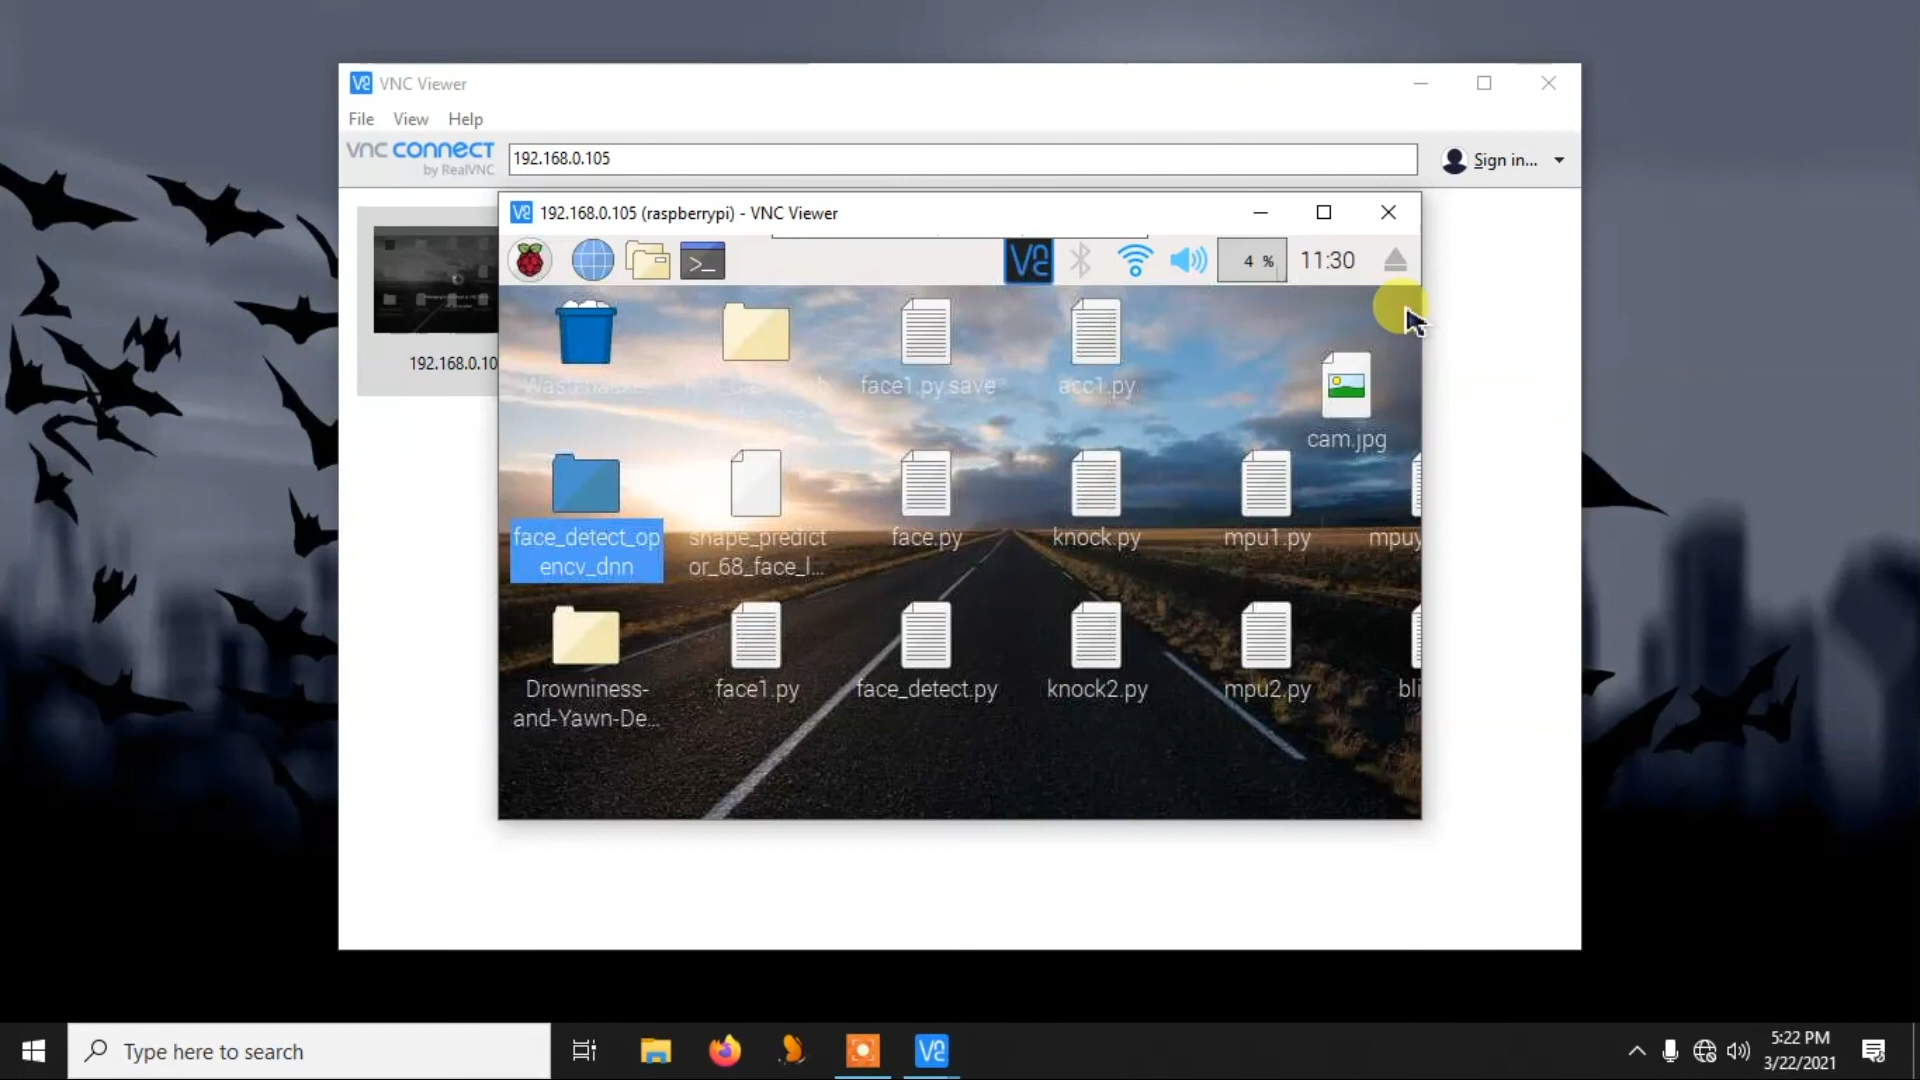 VNC Viewer
File View Help
vnc connect
by RealVNC
192.168.0.105
Sign in...
192.168.0.10
192.168.0.105 (raspberrypi) - VNC Viewer
4 %
11:30
face1.py.save
acc1.py
cam.jpg
face_detect_op
encv_dnn
shape_predict
or_68_face_l...
face.py
knock.py
mpu1.py
mpuy
Drowniness-
and-Yawn-De...
face1.py
face_detect.py
knock2.py
mpu2.py
bli
Type here to search
5:22 PM
3/22/2021